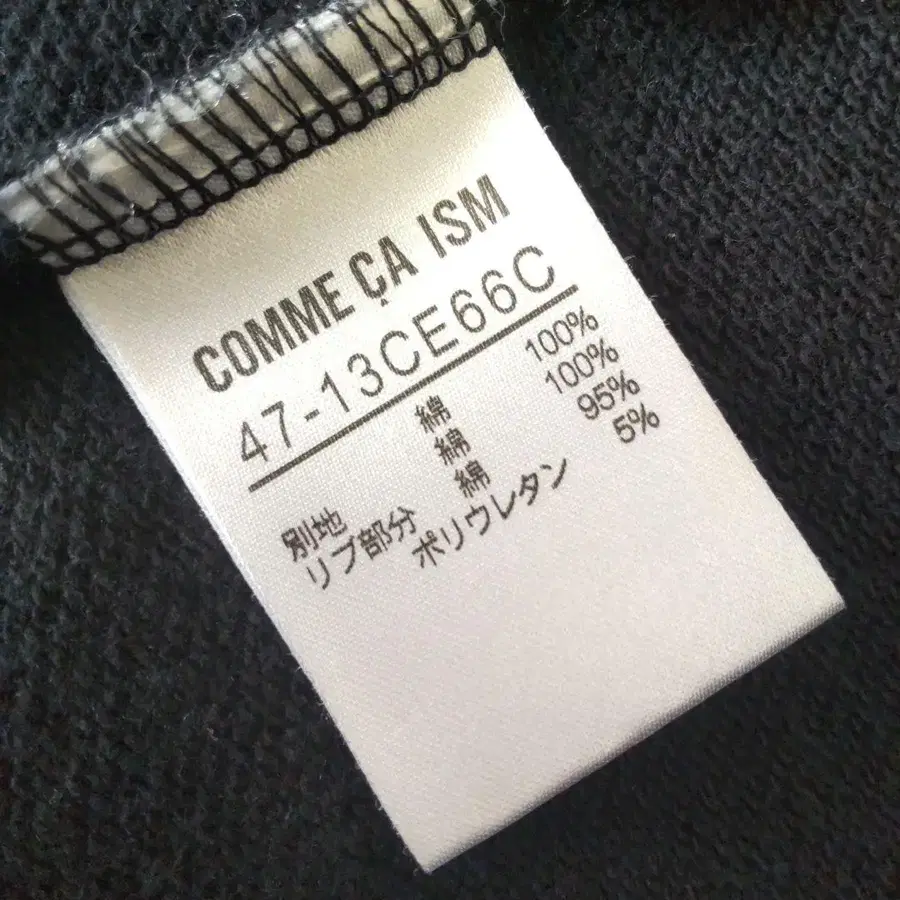 COMME ÇA ISM
47-13CE66C
綿 100%
別地 綿 100%
リブ部分 綿 95%
ポリウレタン 5%